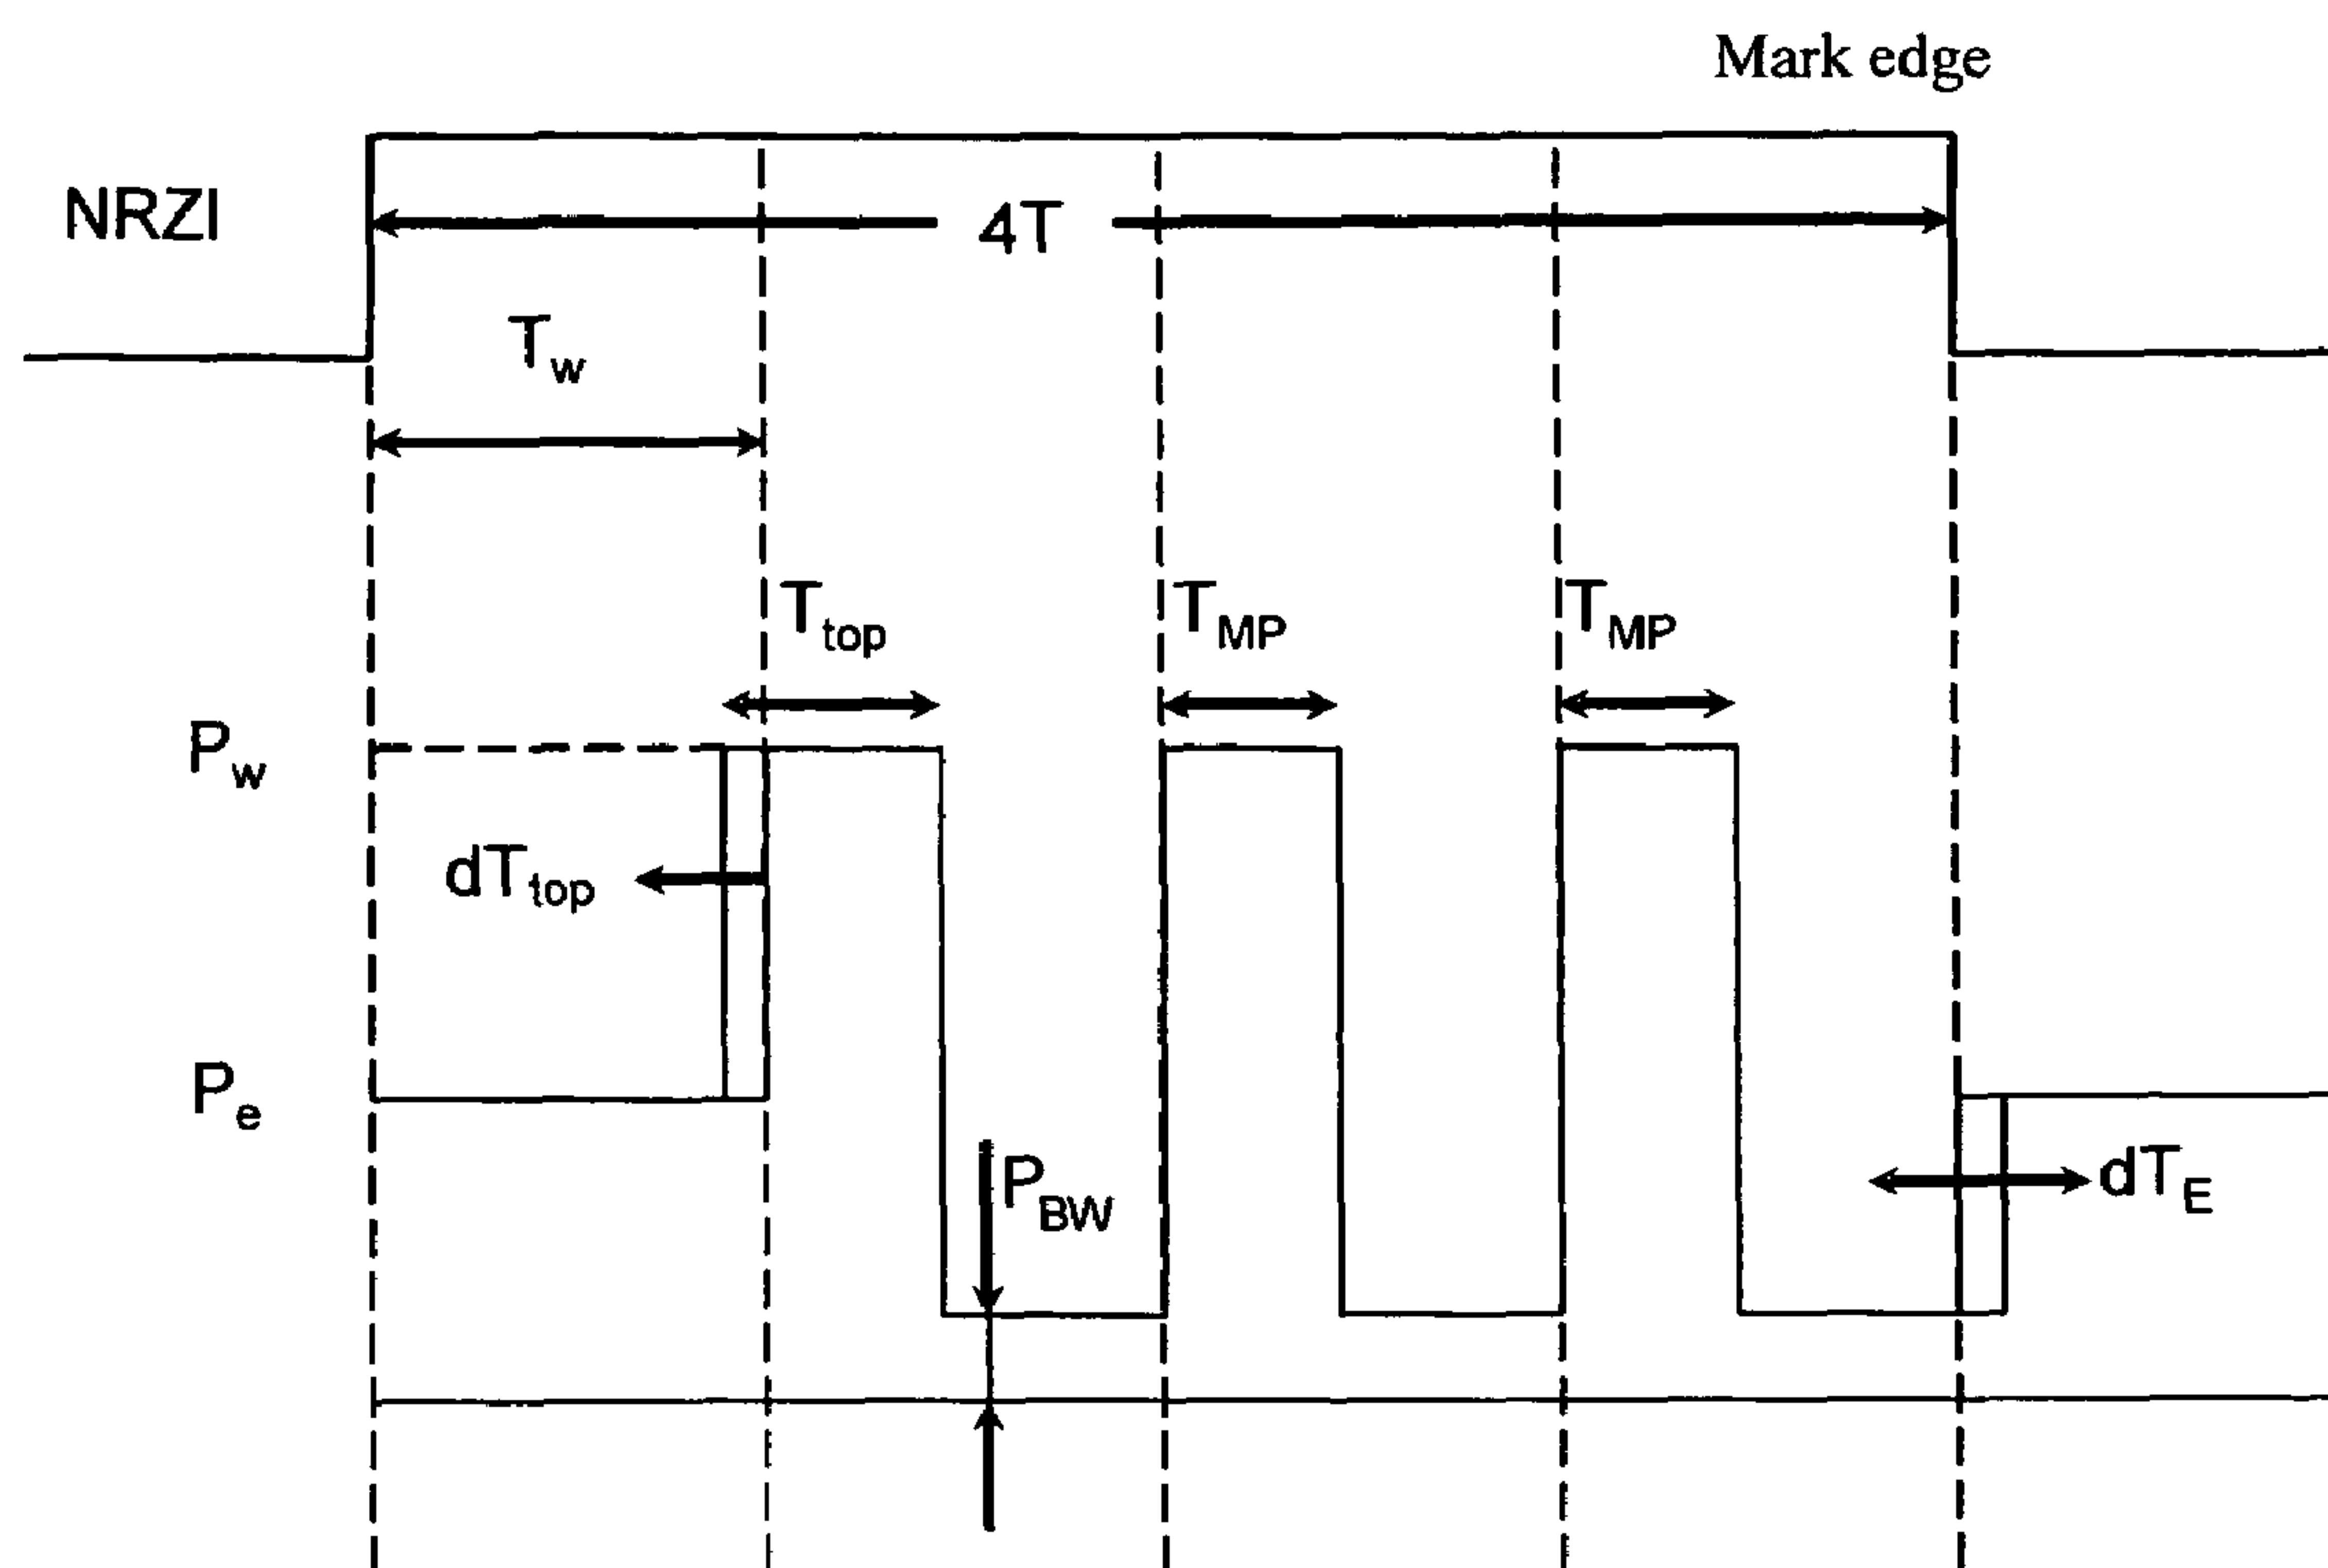 Mark edge
NRZI
4T
Tw
Ttop
TMP
TMP
Pw
dTtop
Pe
PBW
dTE